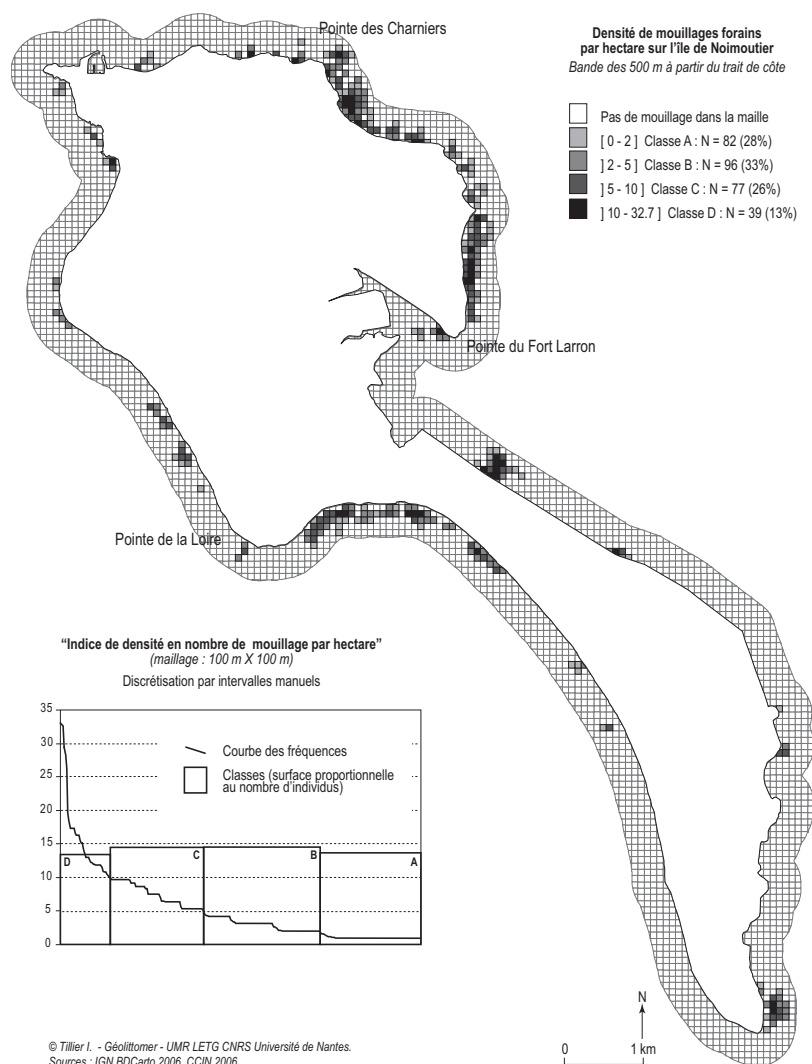 Pointe des Charniers
Densité de mouillages forains
par hectare sur l'île de Noimoutier
Bande des 500 m à partir du trait de côte
Pas de mouillage dans la maille
[ 0 - 2 ] Classe A : N = 82 (28%)
] 2 - 5 ] Classe B : N = 96 (33%)
] 5 - 10 ] Classe C : N = 77 (26%)
] 10 - 32.7 ] Classe D : N = 39 (13%)
Pointe du Fort Larron
Pointe de la Loire
“Indice de densité en nombre de mouillage par hectare”
(maillage : 100 m X 100 m)
Discrétisation par intervalles manuels
35
30
25
20
15
10
5
0
Courbe des fréquences
Classes (surface proportionnelle
au nombre d'individus)
D
C
B
A
N
0 1 km
© Tillier I. - Géolittomer - UMR LETG CNRS Université de Nantes.
Sources : IGN BDCarto 2006, CCIN 2006